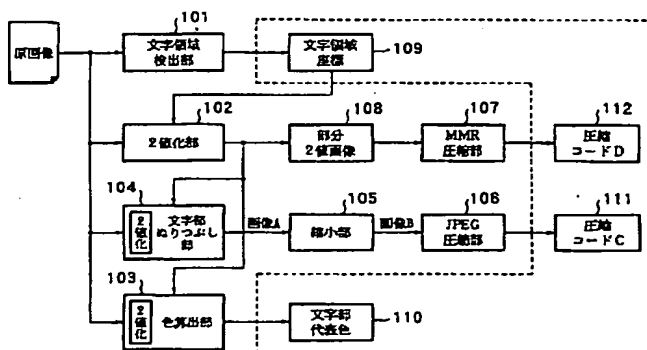 101
原画像
文字領域
検出部
文字領域
座標
109
102
108
107
112
2値化部
部分
2値画像
MMR
圧縮部
圧縮
コードD
104
105
106
111
2値化
文字部
ぬりつぶし
部
画像A
縮小部
画像B
JPEG
圧縮部
圧縮
コードC
103
2値化
色算出部
文字部
代表色
110